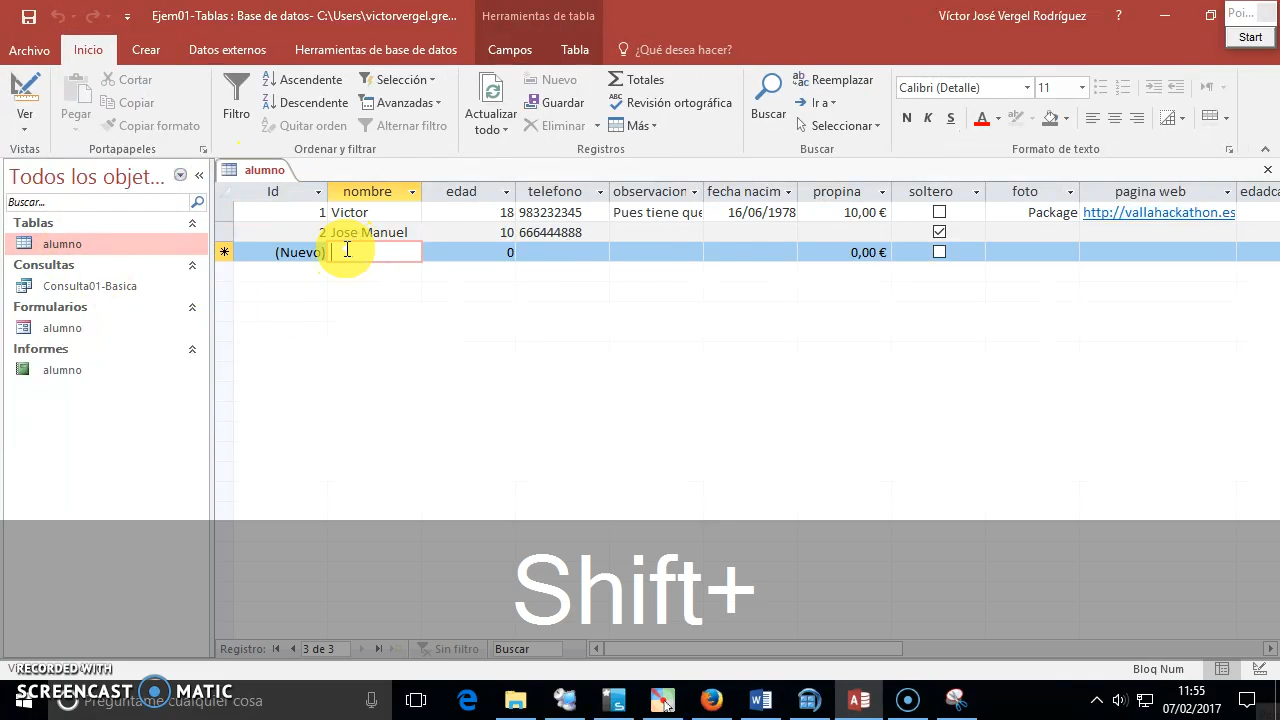 Ejem01-Tablas : Base de datos- C:\Users\victorvergel.gre...
Herramientas de tabla
Víctor José Vergel Rodríguez
?
Poi...
Start
Archivo
Inicio
Crear
Datos externos
Herramientas de base de datos
Campos
Tabla
¿Qué desea hacer?
Ver
Pegar
Cortar
Copiar
Copiar formato
Filtro
Ascendente
Descendente
Quitar orden
Selección
Avanzadas
Alternar filtro
Actualizar todo
Nuevo
Guardar
Eliminar
Totales
Revisión ortográfica
Más
Buscar
Reemplazar
Ir a
Seleccionar
Calibri (Detalle)
11
N K S
A
Vistas
Portapapeles
Ordenar y filtrar
Registros
Buscar
Formato de texto
Todos los objet...
Buscar...
Tablas
alumno
Consultas
Consulta01-Basica
Formularios
alumno
Informes
alumno
alumno
Id nombre edad telefono observacion fecha nacim propina soltero foto pagina web edadca
1 Victor 18 983232345 Pues tiene que 16/06/1978 10,00 € Package http://vallahackathon.es
2 Jose Manuel 10 666444888
(Nuevo) 0 0,00 €
Shift+
Registro: 3 de 3 Sin filtro Buscar
Bloq Num
RECORDED WITH
SCREENCAST MATIC
Pregúntame cualquier cosa
11:55
07/02/2017